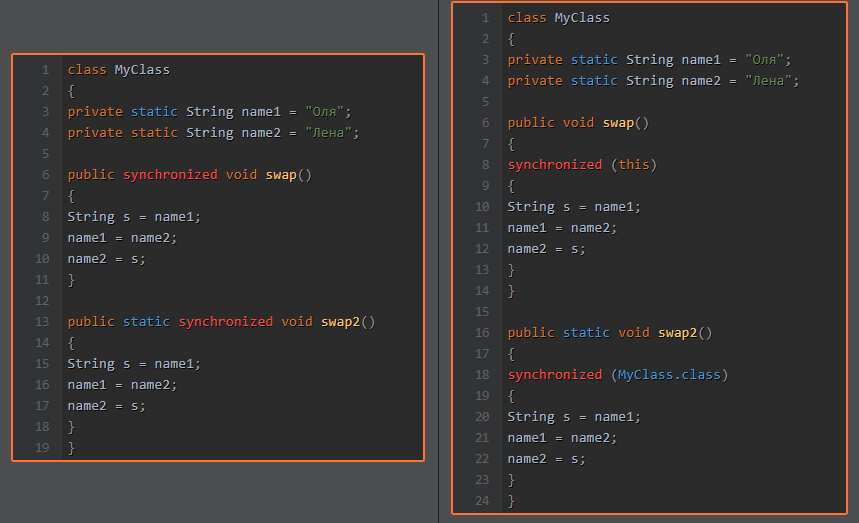 1 class MyClass
2 {
3 private static String name1 = "Оля";
4 private static String name2 = "Лена";
5
6 public synchronized void swap()
7 {
8 String s = name1;
9 name1 = name2;
10 name2 = s;
11 }
12
13 public static synchronized void swap2()
14 {
15 String s = name1;
16 name1 = name2;
17 name2 = s;
18 }
19 }
1 class MyClass
2 {
3 private static String name1 = "Оля";
4 private static String name2 = "Лена";
5
6 public void swap()
7 {
8 synchronized (this)
9 {
10 String s = name1;
11 name1 = name2;
12 name2 = s;
13 }
14 }
15
16 public static void swap2()
17 {
18 synchronized (MyClass.class)
19 {
20 String s = name1;
21 name1 = name2;
22 name2 = s;
23 }
24 }